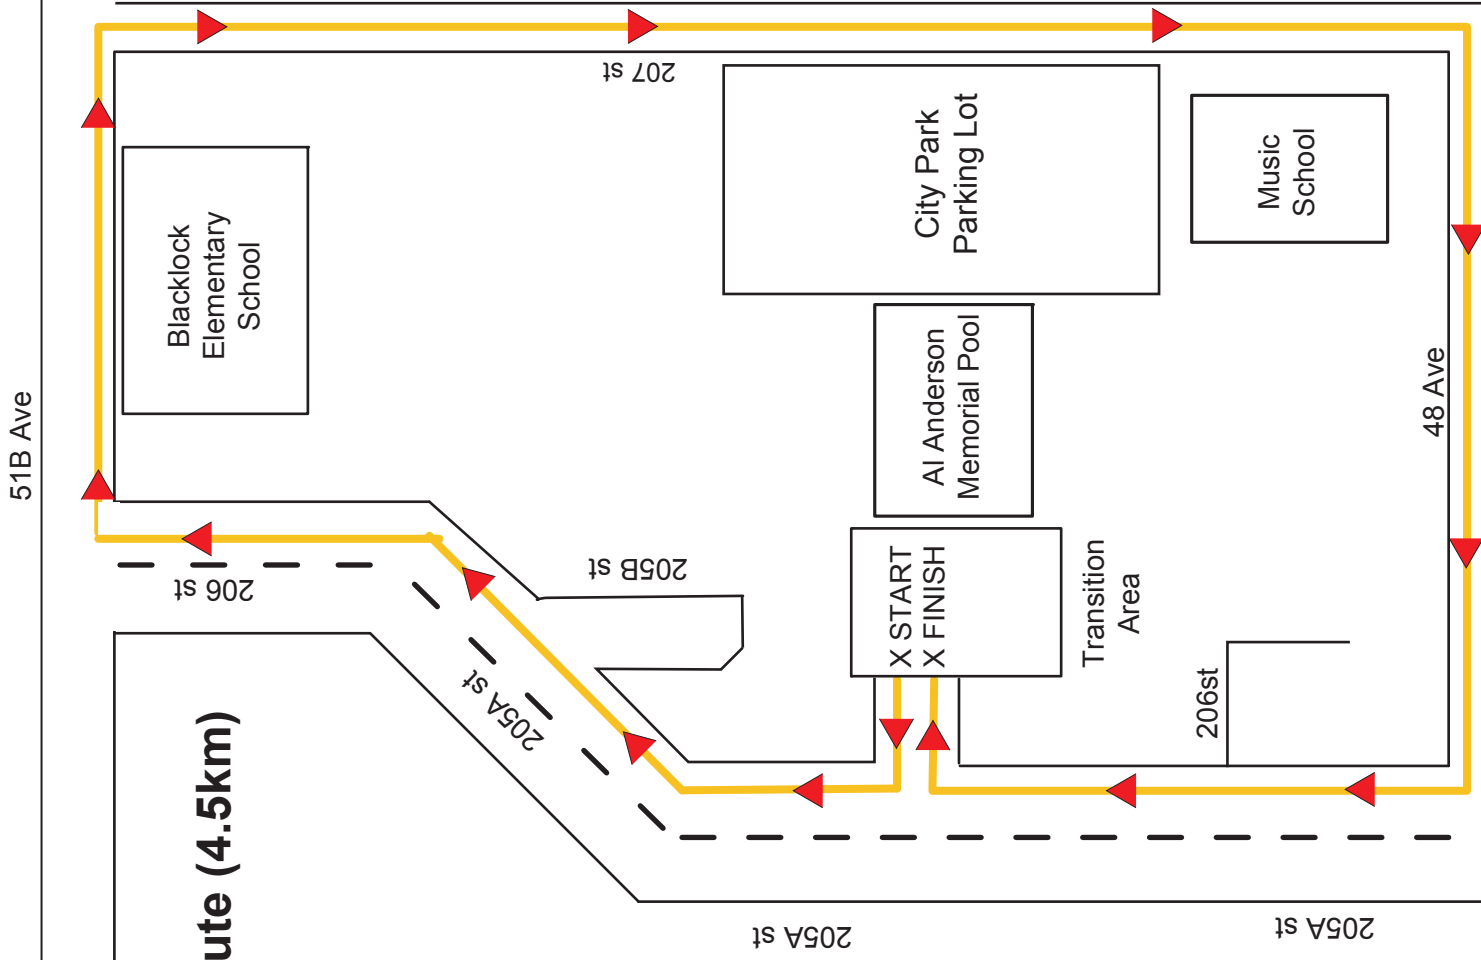 51B Ave
207 st
Blacklock
Elementary
School
City Park
Parking Lot
Music
School
Al Anderson
Memorial Pool
48 Ave
206 st
205B st
205A st
X START
X FINISH
Transition
Area
206st
ute (4.5km)
205A st
205A st